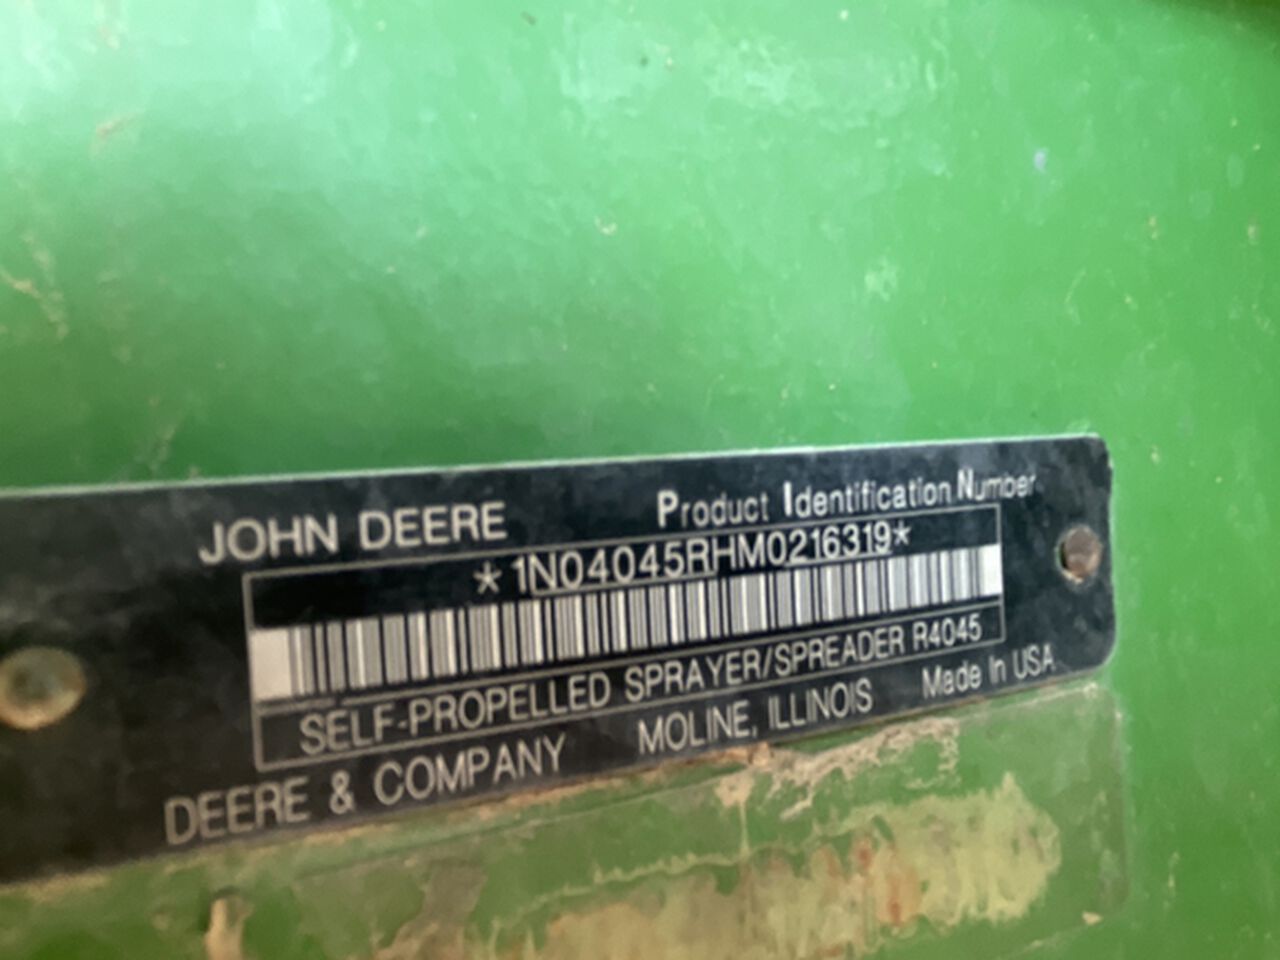 JOHN DEERE Product Identification Number
*1N04045RHM0216319*
SELF-PROPELLED SPRAYER/SPREADER R4045
DEERE & COMPANY MOLINE, ILLINOIS Made In USA